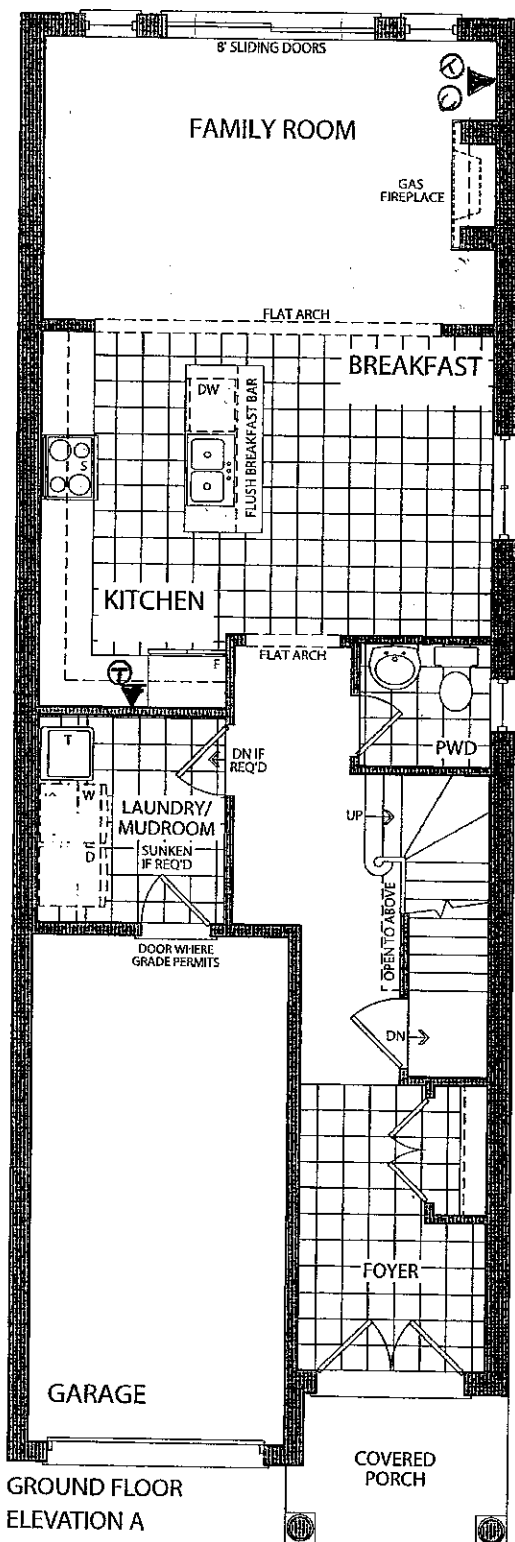 8' SLIDING DOORS
T
C
FAMILY ROOM
GAS
FIREPLACE
FLAT ARCH
BREAKFAST
DW
FLUSH BREAKFAST BAR
S
KITCHEN
F
FLAT ARCH
T
PWD
T
DN IF
REQ'D
W
LAUNDRY/
MUDROOM
D
SUNKEN
IF REQ'D
UP
OPEN TO ABOVE
DOOR WHERE
GRADE PERMITS
DN
FOYER
GARAGE
COVERED
PORCH
GROUND FLOOR
ELEVATION A